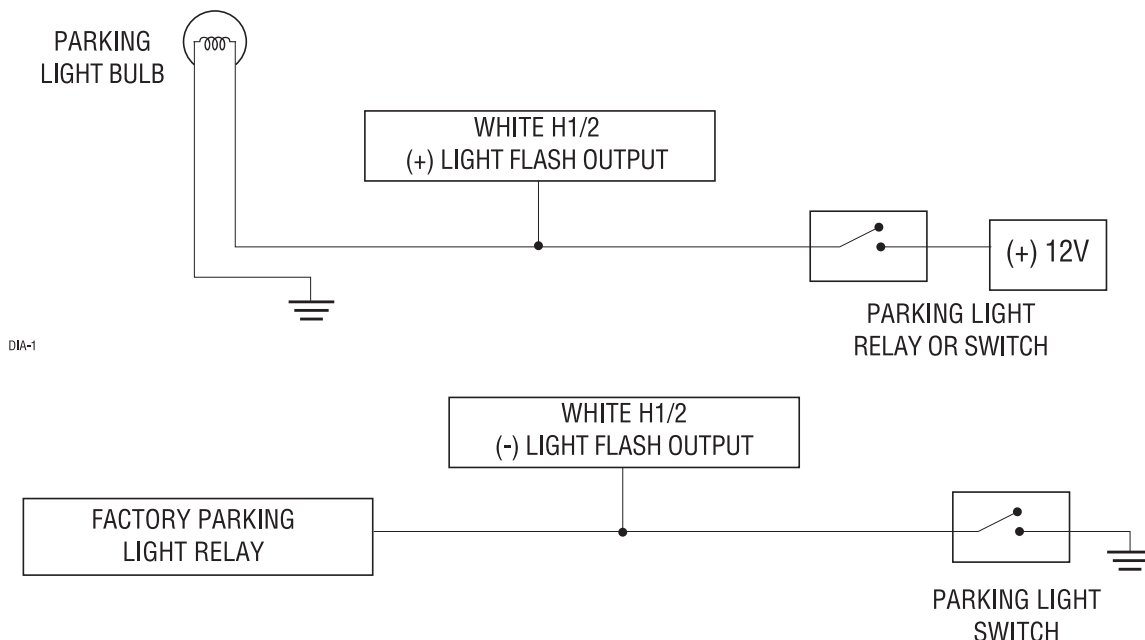 PARKING
LIGHT BULB
WHITE H1/2
(+) LIGHT FLASH OUTPUT
(+) 12V
PARKING LIGHT
RELAY OR SWITCH
DIA-1
WHITE H1/2
(-) LIGHT FLASH OUTPUT
FACTORY PARKING
LIGHT RELAY
PARKING LIGHT
SWITCH